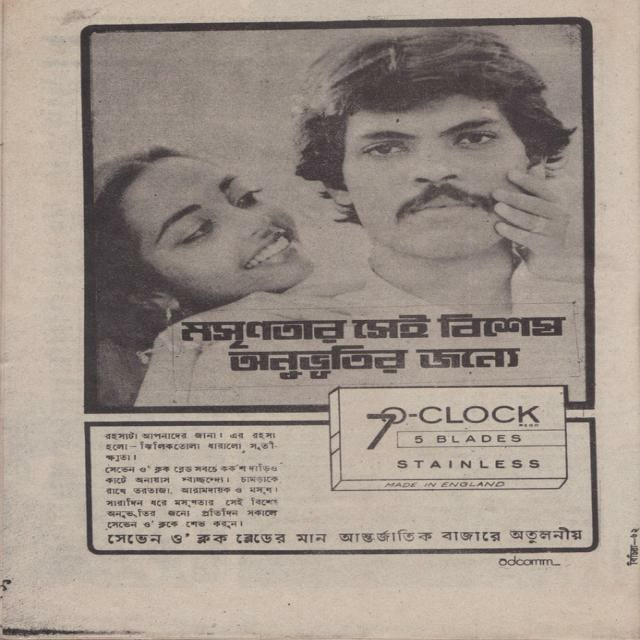 মসৃণতার সেই বিশেষ
অনুভূতির জন্যে
7 O-CLOCK
5 BLADES
STAINLESS
MADE IN ENGLAND
রহস্যটা আপনাদের জানা। এর রহস্য
হলো— ঝিলিকতোলা ধারালো সুতী-
ক্ষ্ণতা।
সেভেন ও' ক্লক ব্লেড সবচে কর্কশ দাড়িও
কাটে অনায়াস স্বাচ্ছন্দ্যে। চামড়াকে
রাখে তরতাজা, আরামদায়ক ও মসৃণ।
সারাদিন ধরে মসৃণতার সেই বিশেষ
অনুভূতির জন্যে প্রতিদিন সকালে
সেভেন ও' ক্লকে শেভ করুন।
সেভেন ও' ক্লক ব্লেডের মান আন্তর্জাতিক বাজারে অতুলনীয়
adcomm
বিচিত্রা—৬২